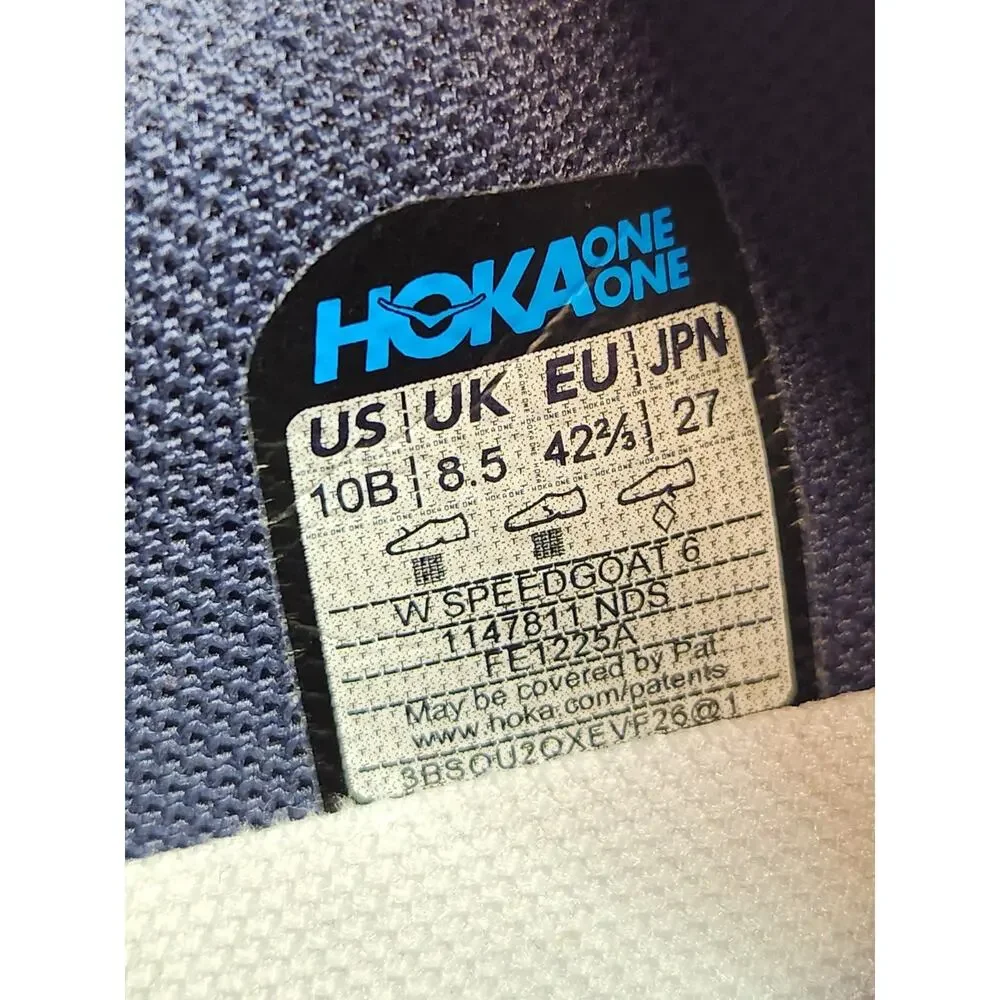 HOKA ONE ONE
US UK EU JPN
10B 8.5 42⅔ 27
W SPEEDGOAT 6
1147811 NDS
FE1225A
May be covered by Pat
www.hoka.com/patents